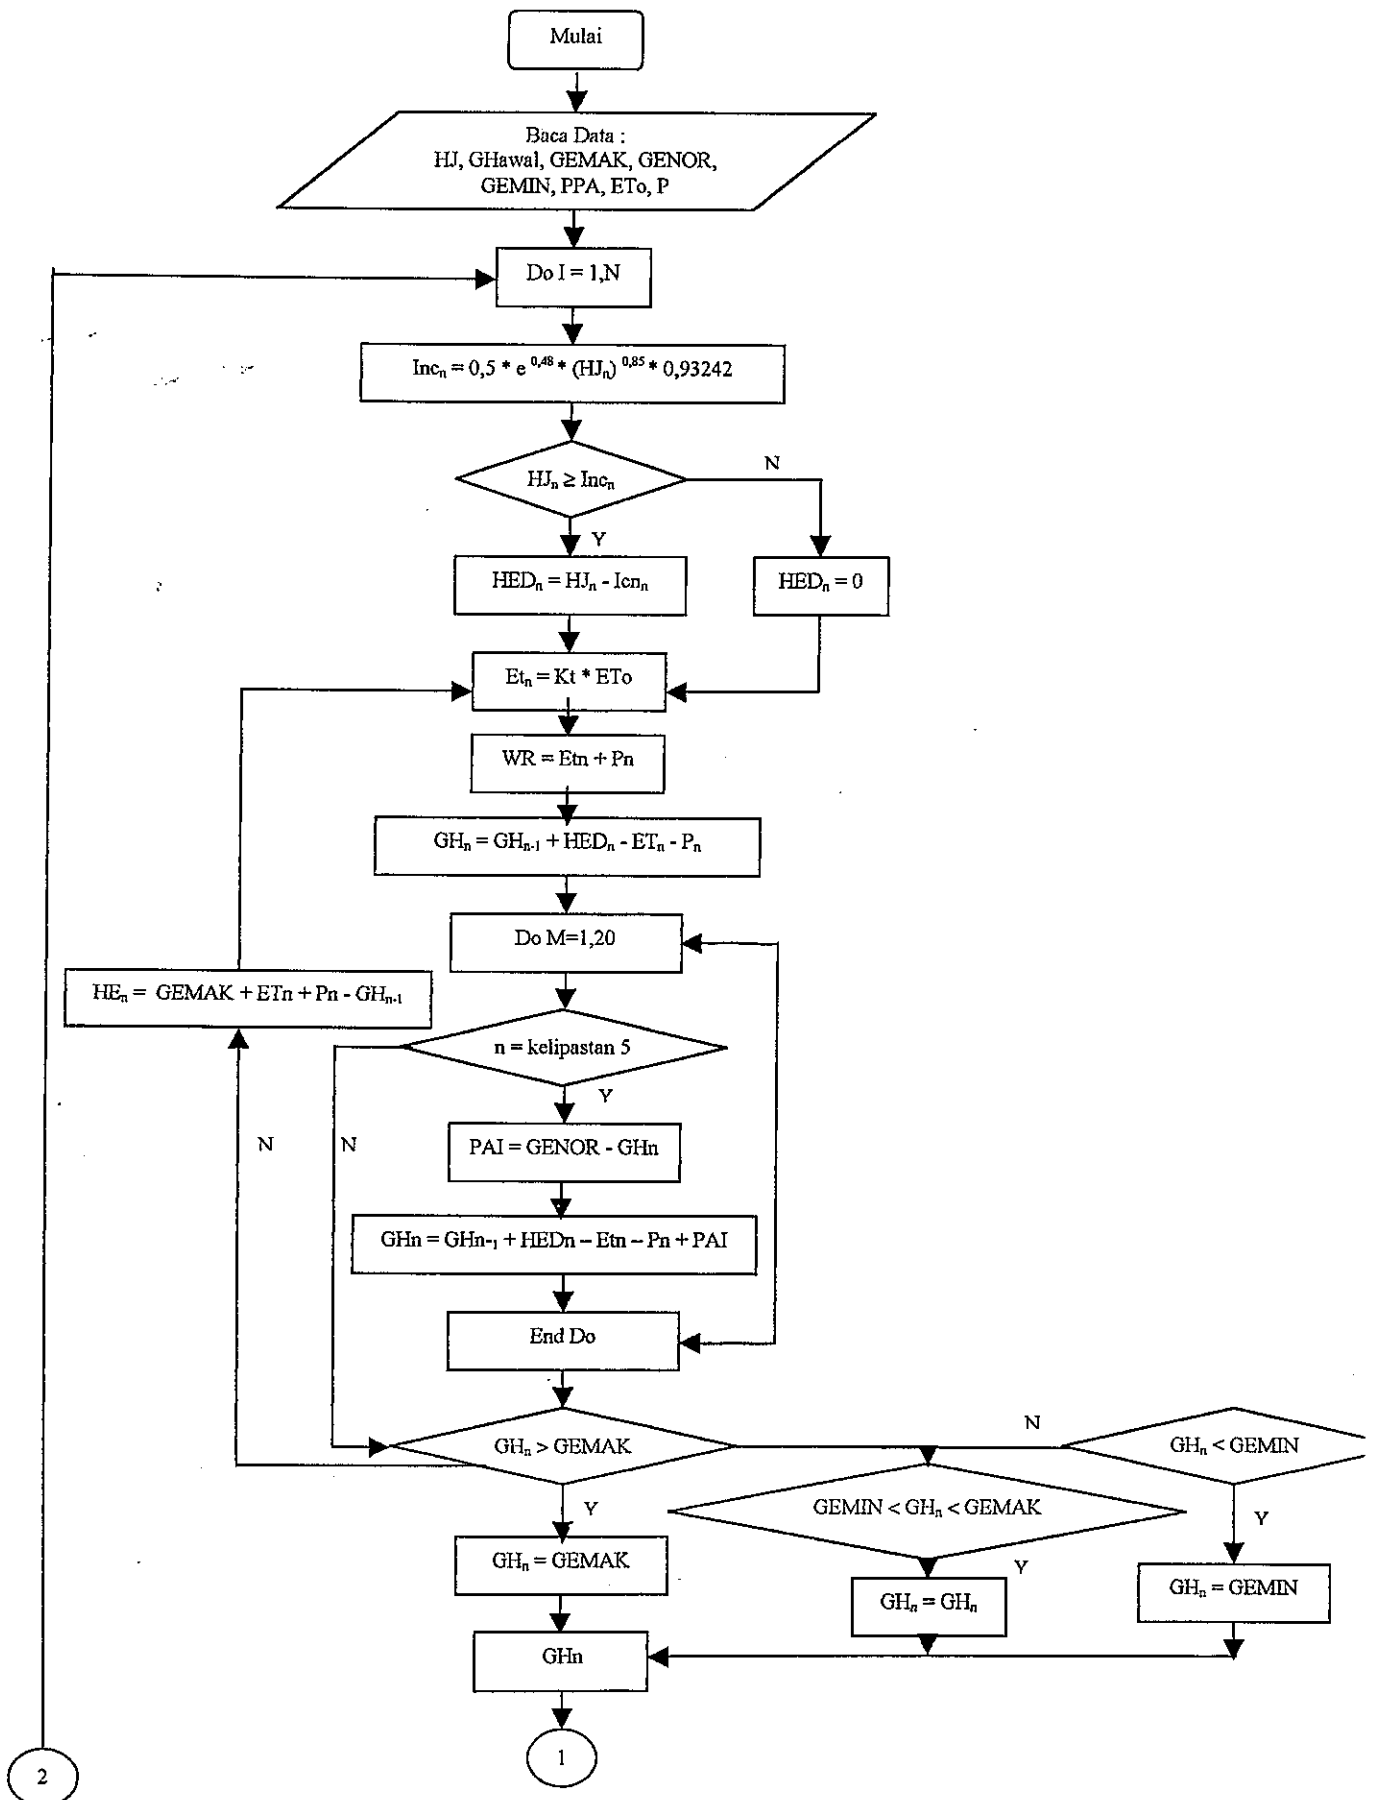 Mulai
Baca Data :
HJ, GHawal, GEMAK, GENOR,
GEMIN, PPA, ETo, P
Do I = 1,N
Incₙ = 0,5 * e ^0,48 * (HJₙ) ^0,85 * 0,93242
HJₙ ≥ Incₙ
N
Y
HEDₙ = HJₙ - Icnₙ
HEDₙ = 0
Etₙ = Kt * ETo
WR = Etn + Pn
GHₙ = GHₙ₋₁ + HEDₙ - ETₙ - Pₙ
Do M=1,20
HEₙ = GEMAK + ETn + Pn - GHₙ₋₁
n = kelipastan 5
Y
N
N
PAI = GENOR - GHn
GHn = GHn-₁ + HEDn – Etn – Pn + PAI
End Do
GHₙ > GEMAK
N
GHₙ < GEMIN
Y
GEMIN < GHₙ < GEMAK
Y
GHₙ = GEMAK
Y
GHₙ = GHₙ
GHₙ = GEMIN
GHn
1
2